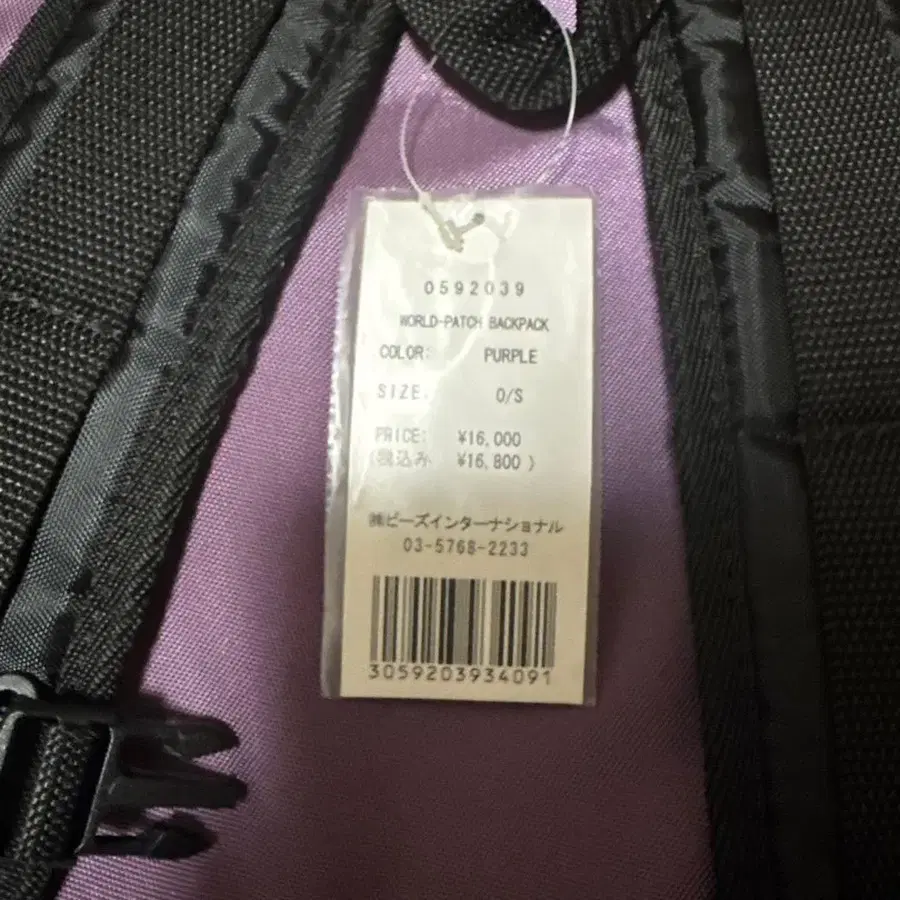 0592039
WORLD-PATCH BACKPACK
COLOR: PURPLE
SIZE: O/S
PRICE: ¥16,000
(税込み ¥16,800 )
㈱ビーズインターナショナル
03-5768-2233
3059203934091